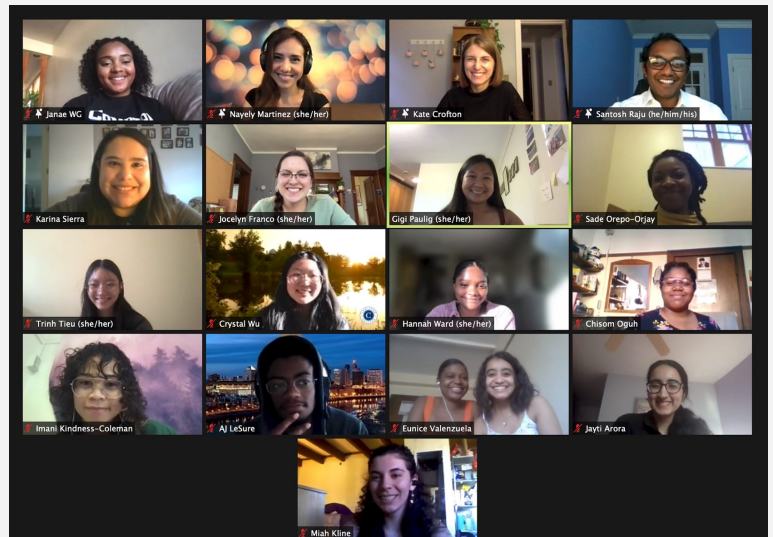 Janae WG
Nayely Martinez (she/her)
Kate Crofton
Santosh Raju (he/him/his)
Karina Sierra
Jocelyn Franco (she/her)
Gigi Paulig (she/her)
Sade Orepo-Orjay
Trinh Tieu (she/her)
Crystal Wu
C
Hannah Ward (she/her)
Chisom Oguh
Imani Kindness-Coleman
AJ LeSure
Eunice Valenzuela
Jayti Arora
Miah Kline